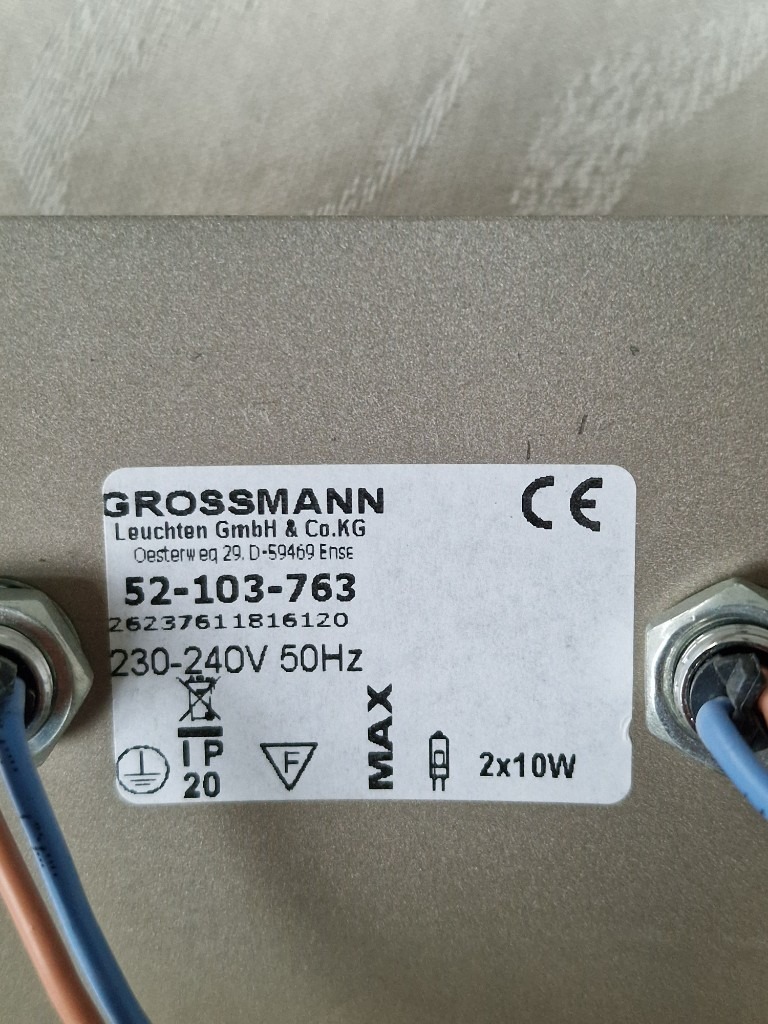 GROSSMANN
CE
Leuchten GmbH & Co.KG
Oesterweg 29, D-59469 Ense
52-103-763
26237611816120
230-240V 50Hz
IP
20
F
MAX
2x10W